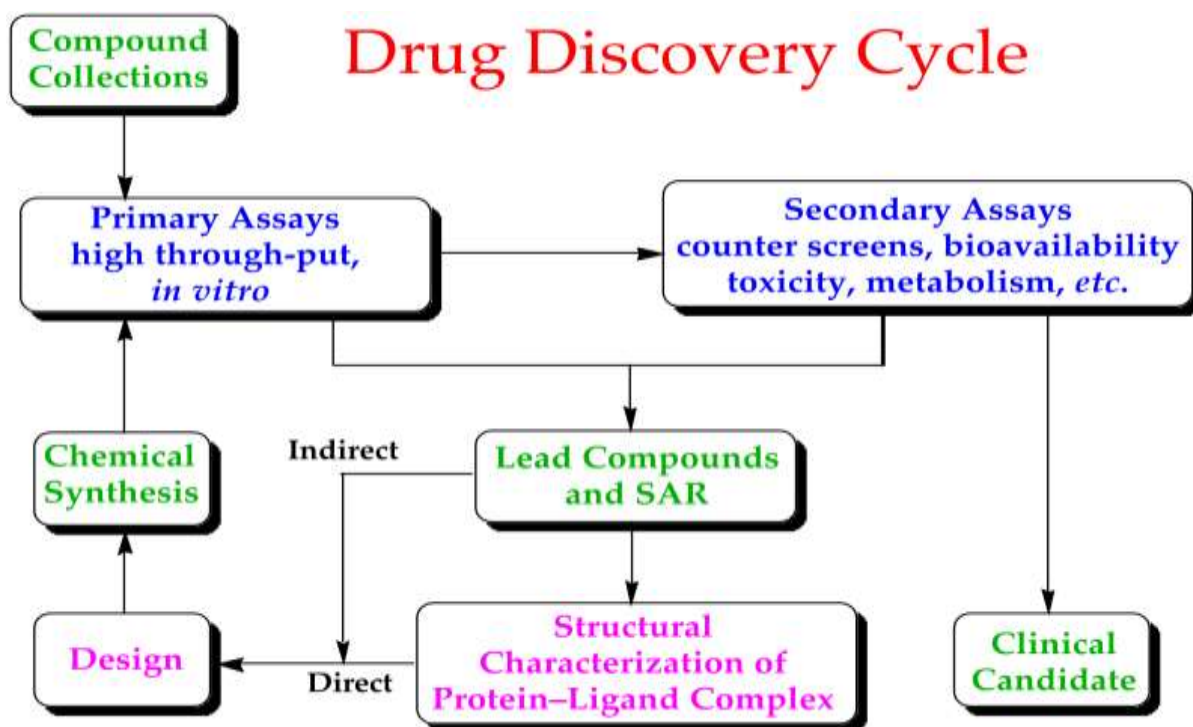 Compound
Collections
Drug Discovery Cycle
Primary Assays
high through-put,
in vitro
Secondary Assays
counter screens, bioavailability
toxicity, metabolism, etc.
Chemical
Synthesis
Indirect
Lead Compounds
and SAR
Design
Direct
Structural
Characterization of
Protein–Ligand Complex
Clinical
Candidate